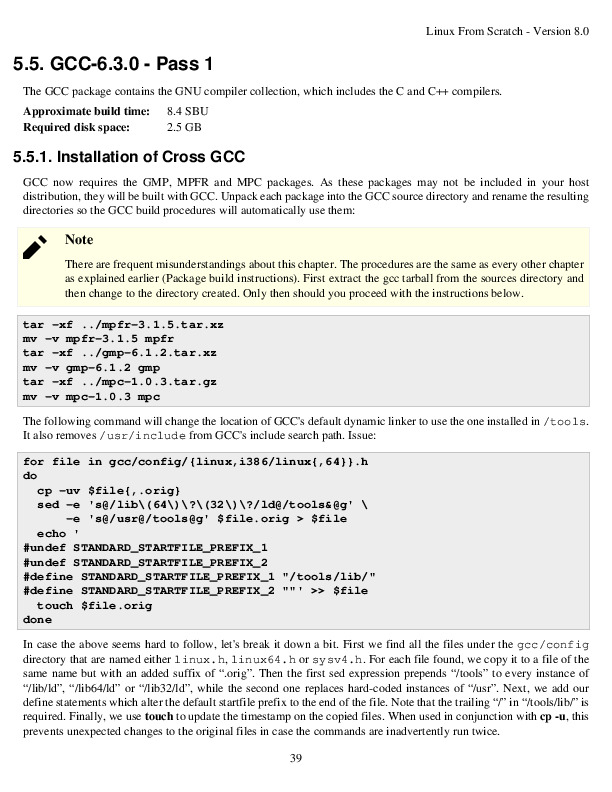 Linux From Scratch - Version 8.0
5.5. GCC-6.3.0 - Pass 1
The GCC package contains the GNU compiler collection, which includes the C and C++ compilers.
Approximate build time: 8.4 SBU
Required disk space: 2.5 GB
5.5.1. Installation of Cross GCC
GCC now requires the GMP, MPFR and MPC packages. As these packages may not be included in your host
distribution, they will be built with GCC. Unpack each package into the GCC source directory and rename the resulting
directories so the GCC build procedures will automatically use them:
Note
There are frequent misunderstandings about this chapter. The procedures are the same as every other chapter
as explained earlier (Package build instructions). First extract the gcc tarball from the sources directory and
then change to the directory created. Only then should you proceed with the instructions below.
tar -xf ../mpfr-3.1.5.tar.xz
mv -v mpfr-3.1.5 mpfr
tar -xf ../gmp-6.1.2.tar.xz
mv -v gmp-6.1.2 gmp
tar -xf ../mpc-1.0.3.tar.gz
mv -v mpc-1.0.3 mpc
The following command will change the location of GCC's default dynamic linker to use the one installed in /tools.
It also removes /usr/include from GCC's include search path. Issue:
for file in gcc/config/{linux,i386/linux{,64}}.h
do
  cp -uv $file{,.orig}
  sed -e 's@/lib\(64\)\?\(32\)\?/ld@/tools&@g' \
      -e 's@/usr@/tools@g' $file.orig > $file
  echo '
#undef STANDARD_STARTFILE_PREFIX_1
#undef STANDARD_STARTFILE_PREFIX_2
#define STANDARD_STARTFILE_PREFIX_1 "/tools/lib/"
#define STANDARD_STARTFILE_PREFIX_2 ""' >> $file
  touch $file.orig
done
In case the above seems hard to follow, let's break it down a bit. First we find all the files under the gcc/config
directory that are named either linux.h, linux64.h or sysv4.h. For each file found, we copy it to a file of the
same name but with an added suffix of “.orig”. Then the first sed expression prepends “/tools” to every instance of
“/lib/ld”, “/lib64/ld” or “/lib32/ld”, while the second one replaces hard-coded instances of “/usr”. Next, we add our
define statements which alter the default startfile prefix to the end of the file. Note that the trailing “/” in “/tools/lib/” is
required. Finally, we use touch to update the timestamp on the copied files. When used in conjunction with cp -u, this
prevents unexpected changes to the original files in case the commands are inadvertently run twice.
39